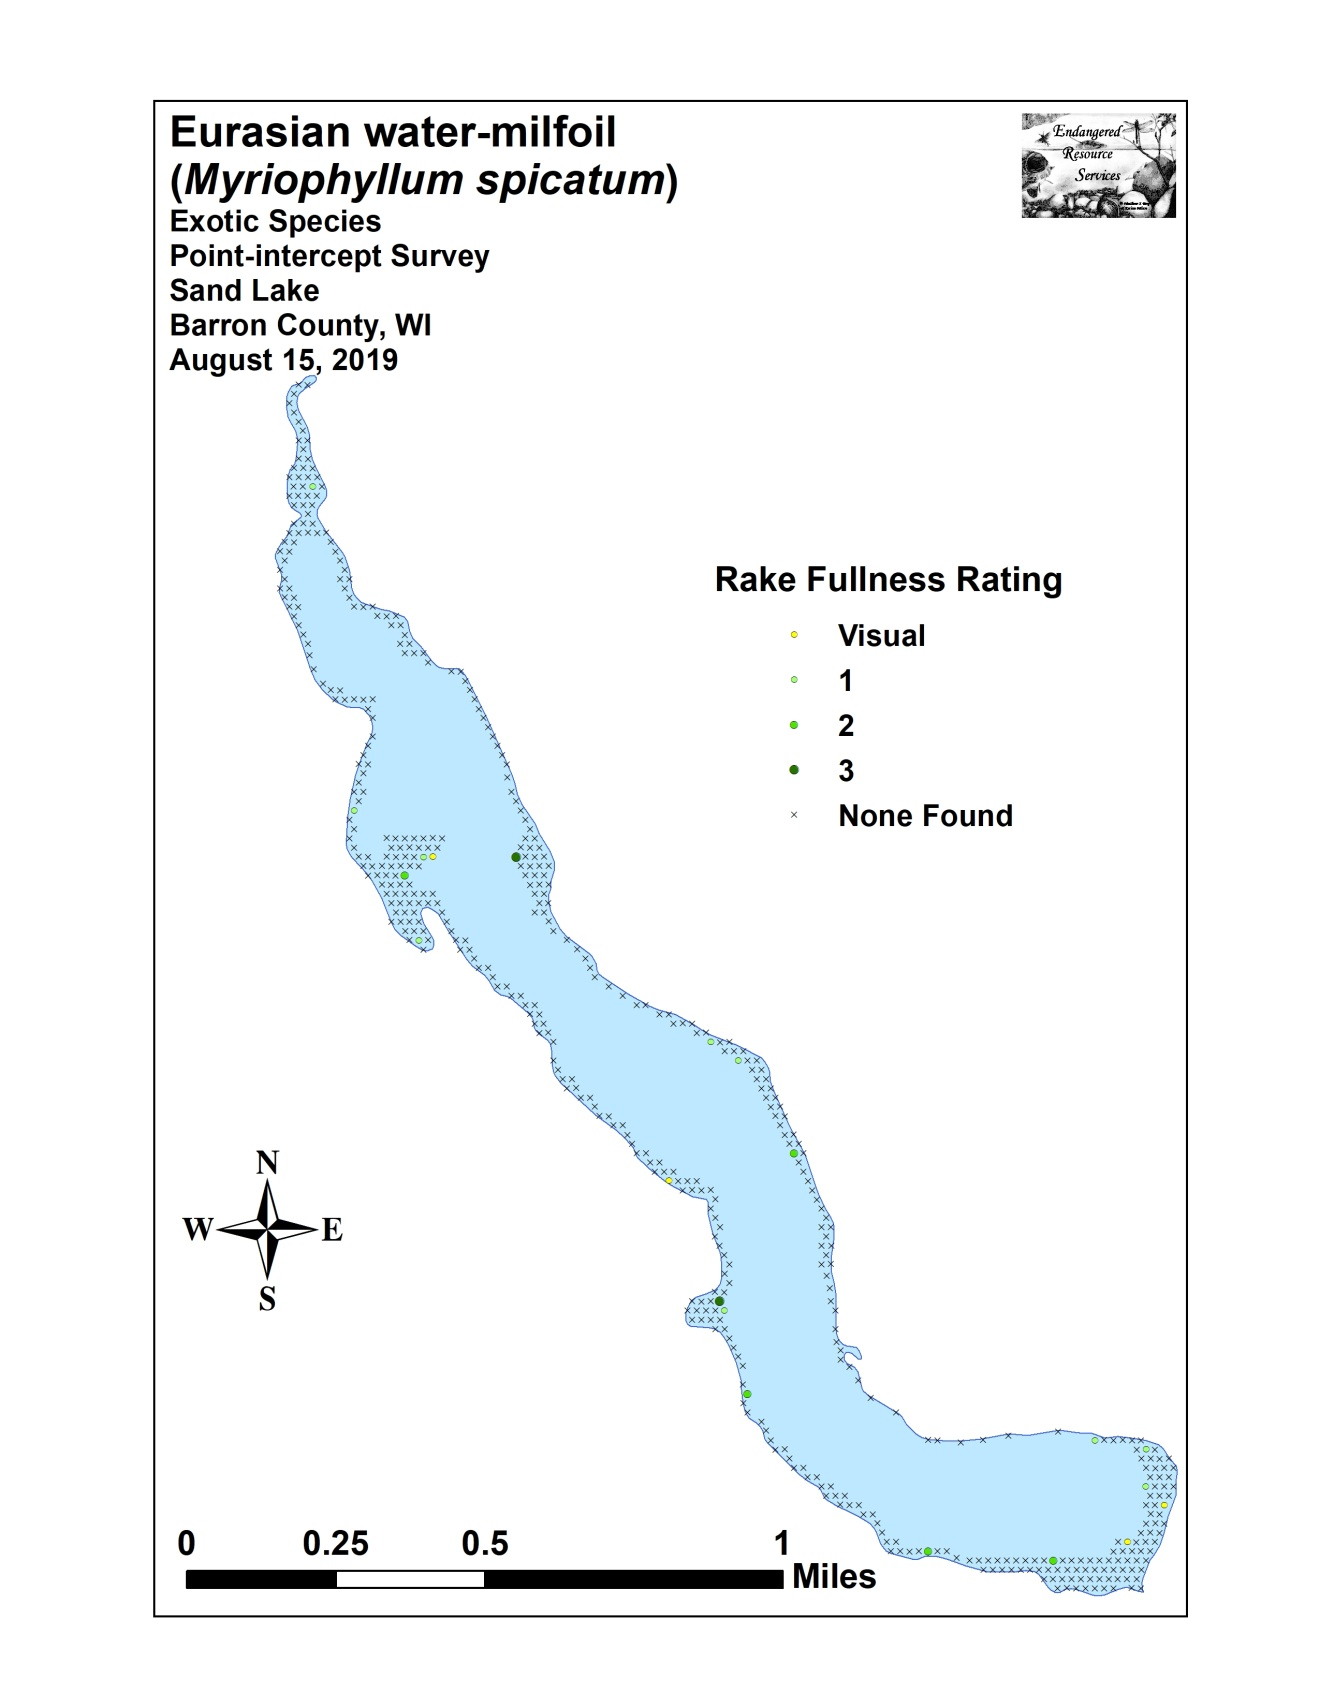 Eurasian water-milfoil
(Myriophyllum spicatum)
Exotic Species
Point-intercept Survey
Sand Lake
Barron County, WI
August 15, 2019
Endangered
Resource
Services
Rake Fullness Rating
Visual
1
2
3
None Found
N
W E
S
0 0.25 0.5 1
Miles